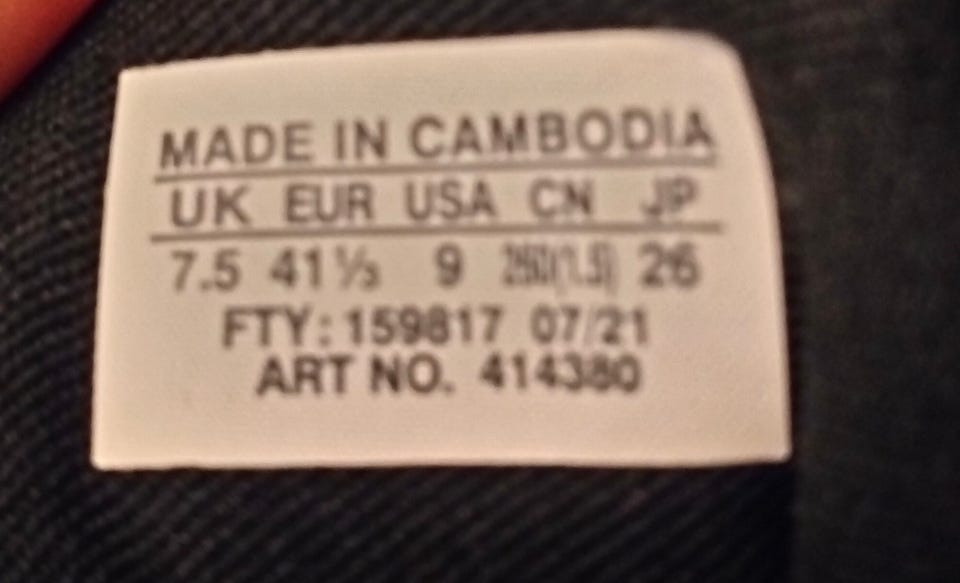 MADE IN CAMBODIA
UK EUR USA CN JP
7.5 41⅓ 9 260(1.5) 26
FTY: 159817 07/21
ART NO. 414380